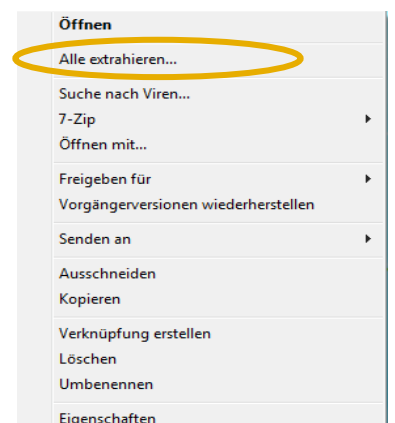 Öffnen
Alle extrahieren...
Suche nach Viren...
7-Zip
Öffnen mit...
Freigeben für
Vorgängerversionen wiederherstellen
Senden an
Ausschneiden
Kopieren
Verknüpfung erstellen
Löschen
Umbenennen
Eigenschaften